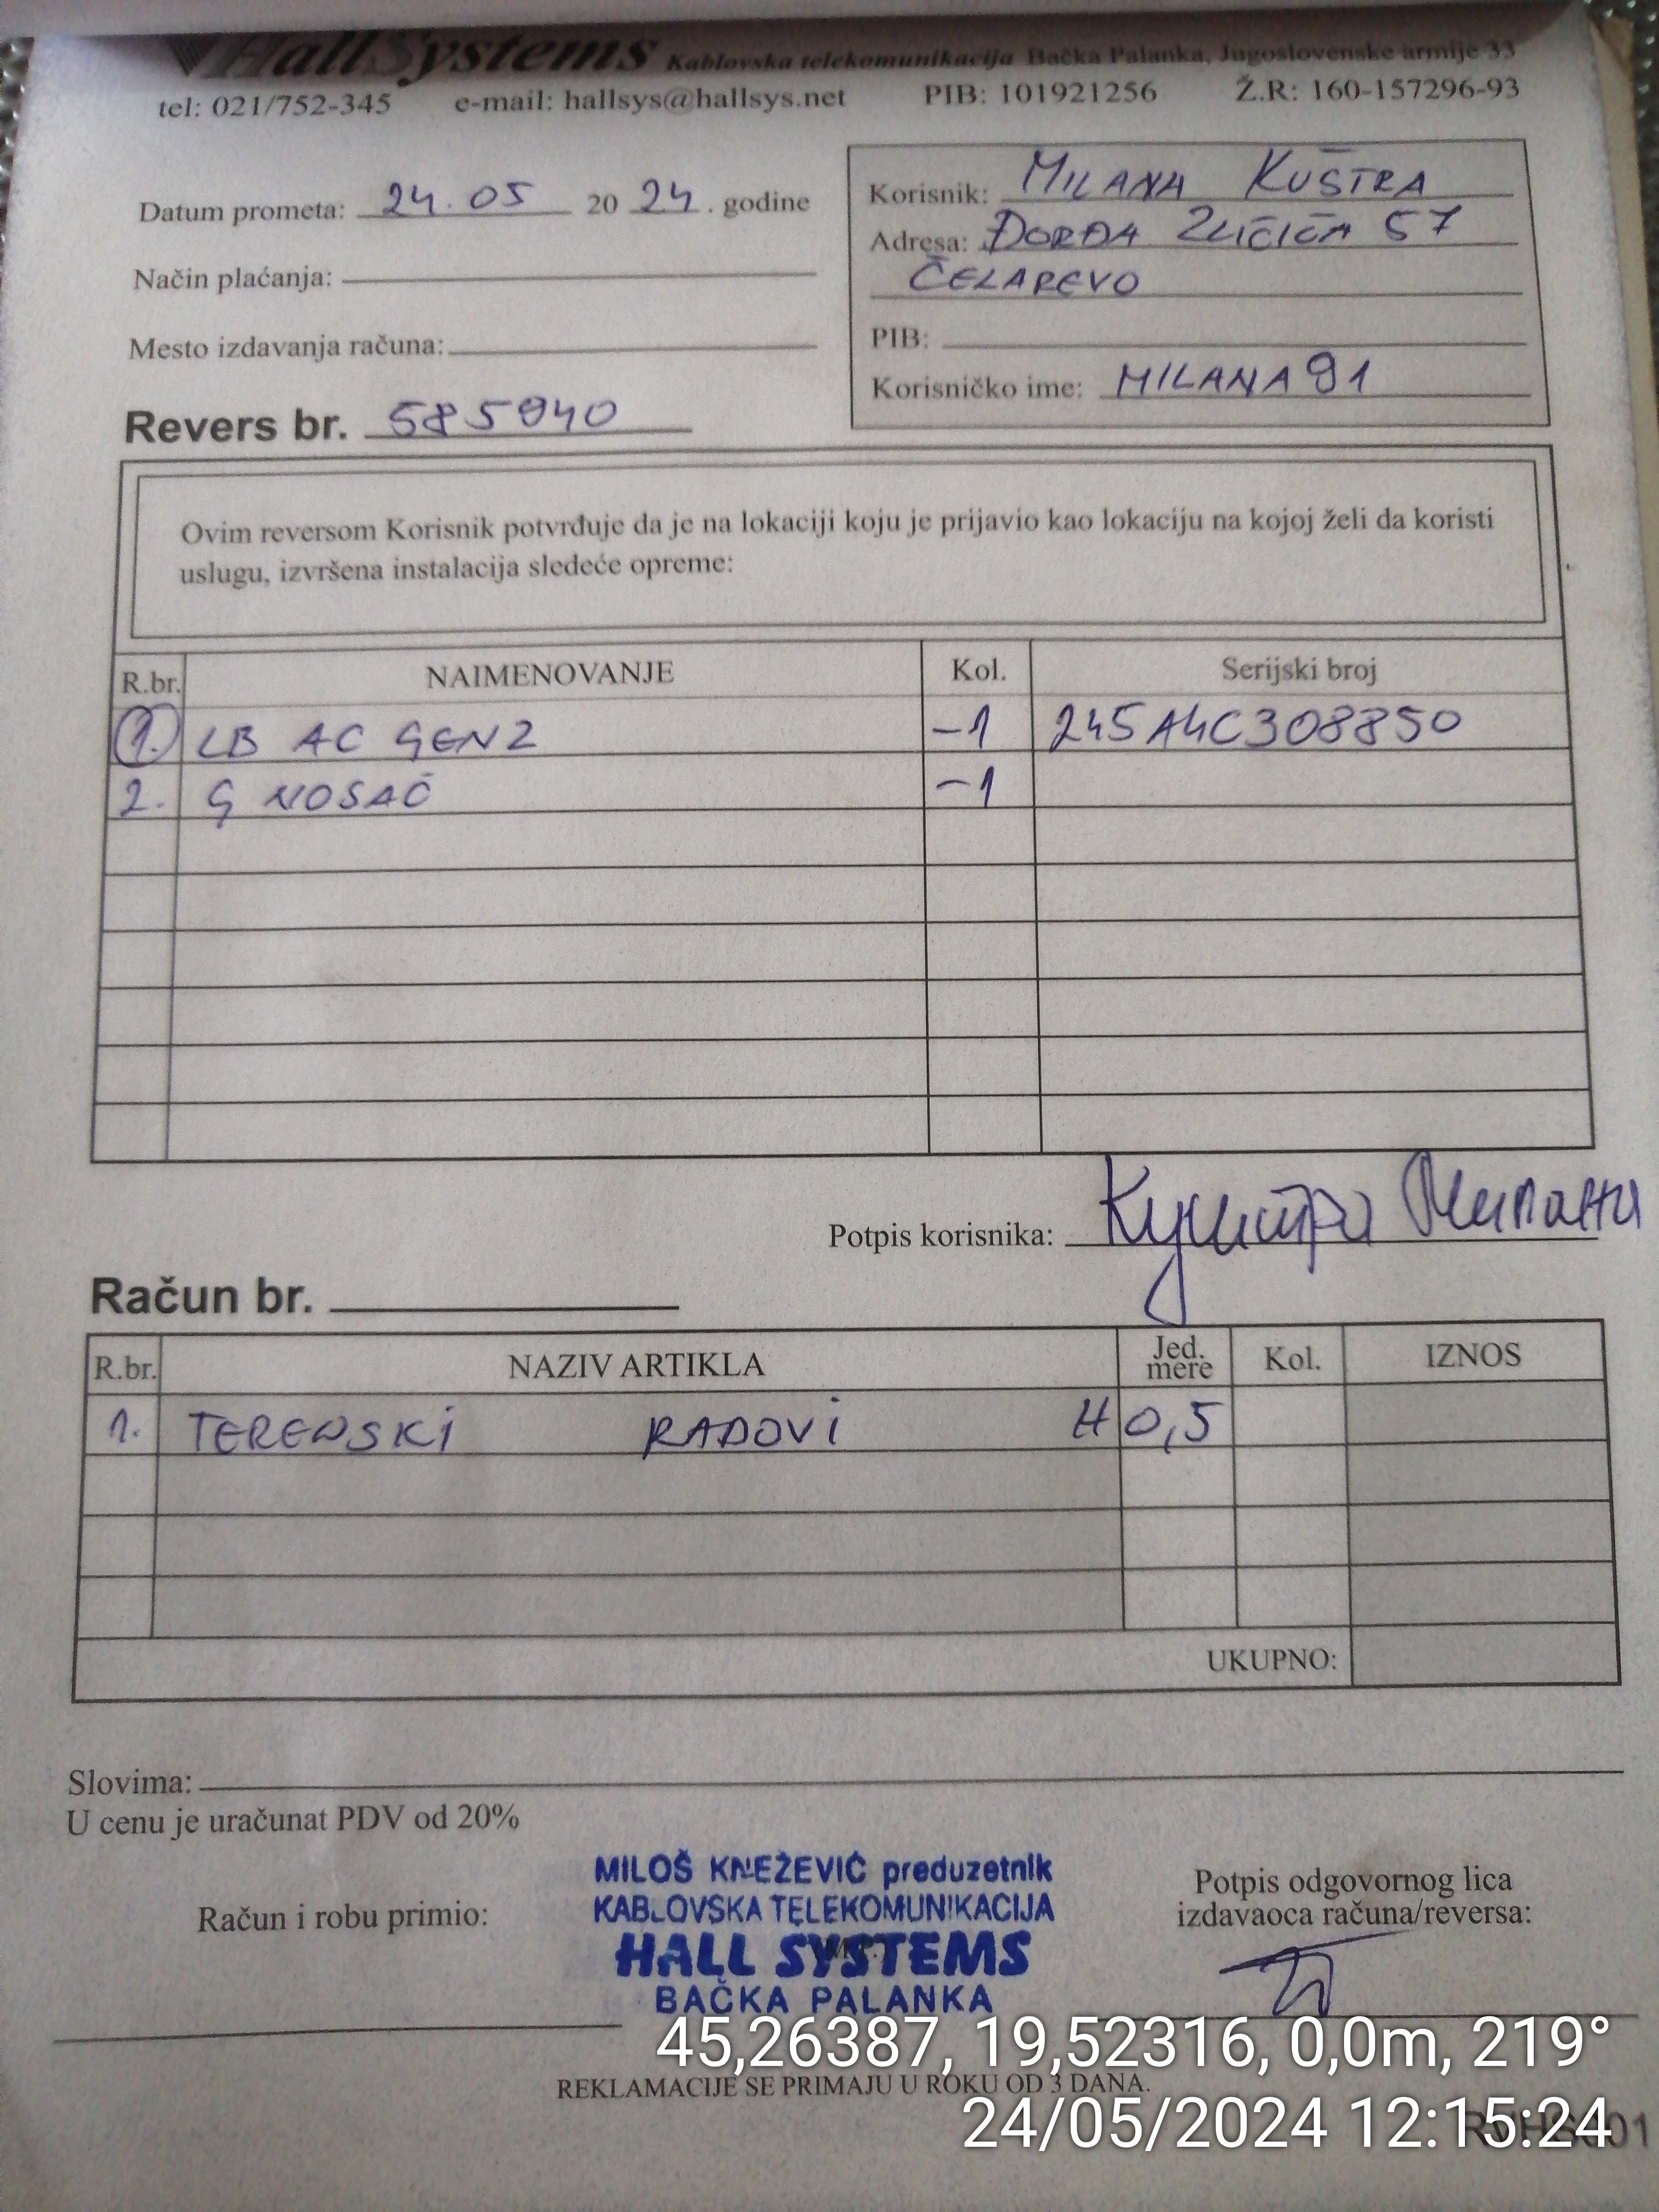 HallSystems Kablovska telekomunikacija Bačka Palanka, Jugoslovenske armije 33
tel: 021/752-345 e-mail: hallsys@hallsys.net PIB: 101921256 Ž.R: 160-157296-93
Datum prometa: 24.05 2024. godine
Način plaćanja:
Mesto izdavanja računa:
Revers br. 585940
Korisnik: MILANA KUŠTRA
Adresa: ĐORĐA ZLIČIĆA 57
ČELAREVO
PIB:
Korisničko ime: MILANA91
Ovim reversom Korisnik potvrđuje da je na lokaciji koju je prijavio kao lokaciju na kojoj želi da koristi
uslugu, izvršena instalacija sledeće opreme:
R.br. NAIMENOVANJE Kol. Serijski broj
1. LB AC GEN2 -1 245A4C308850
2. G NOSAČ -1
Potpis korisnika: Куштра Милана
Račun br.
R.br. NAZIV ARTIKLA Jed. mere Kol. IZNOS
1. TERENSKI RADOVI H 0,5
UKUPNO:
Slovima:
U cenu je uračunat PDV od 20%
MILOŠ KNEŽEVIĆ preduzetnik
KABLOVSKA TELEKOMUNIKACIJA
HALL SYSTEMS
BAČKA PALANKA
Račun i robu primio:
Potpis odgovornog lica
izdavaoca računa/reversa:
45,26387, 19,52316, 0,0m, 219°
REKLAMACIJE SE PRIMAJU U ROKU OD 3 DANA.
24/05/2024 12:15:24